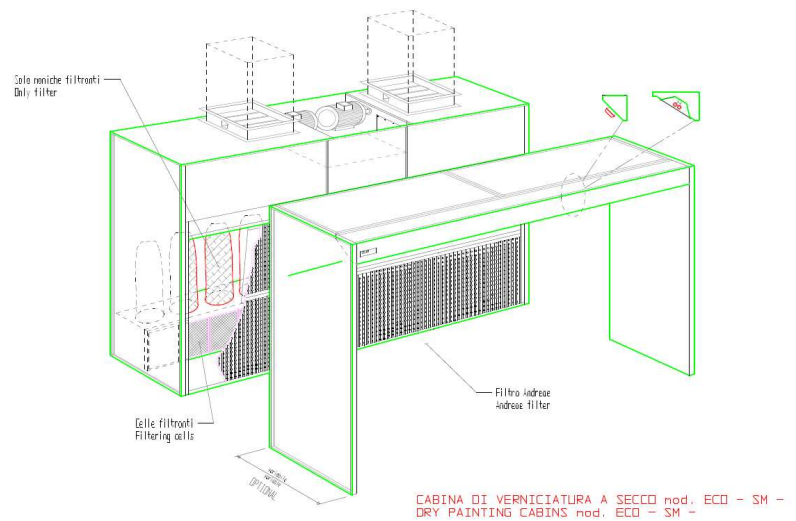 Solo maniche filtranti
Only filter
Filtro Andreae
Andreae filter
Celle filtranti
Filtering cells
OPTIONAL
CABINA DI VERNICIATURA A SECCO mod. ECO - SM -
DRY PAINTING CABINS mod. ECO - SM -